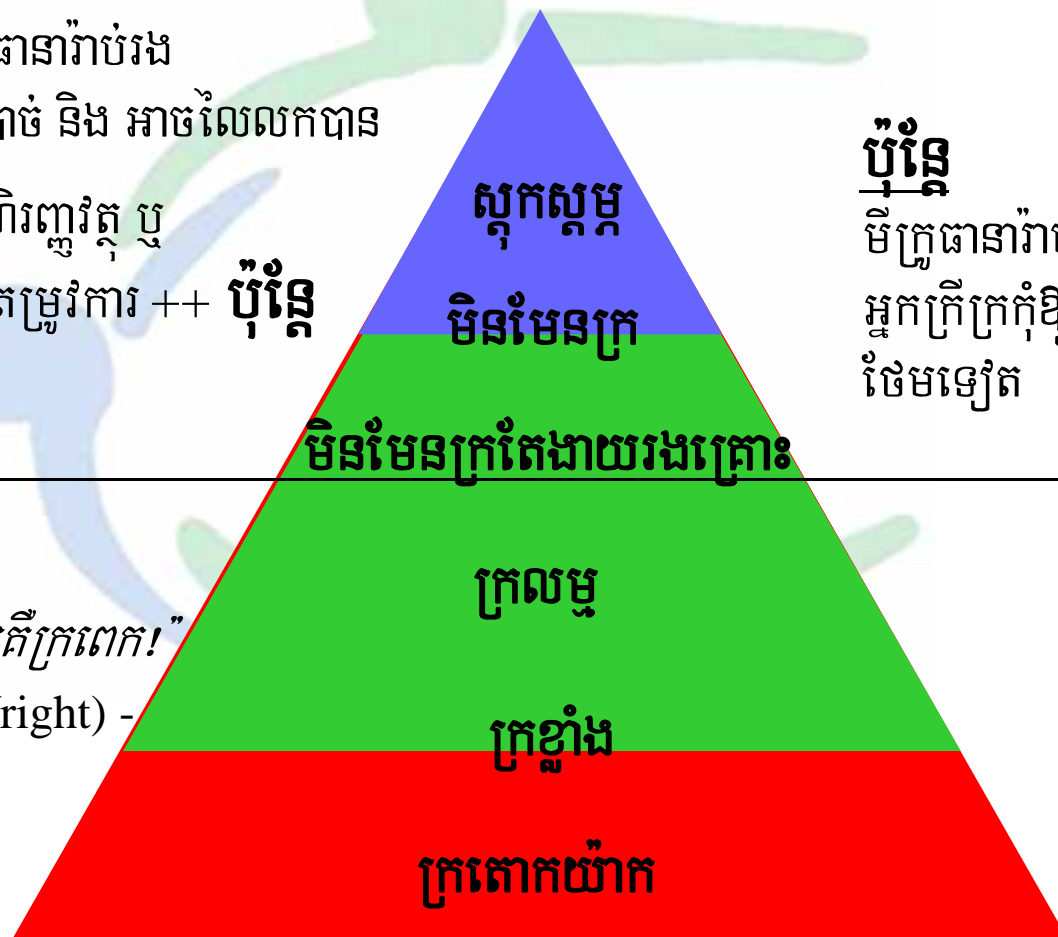 ធានារ៉ាប់រង
និង អាចលៃលកបាន
ហិរញ្ញវត្ថុ ឬ
តម្រូវការ ++ ប៉ុន្តែ
គឺក្រពេក!"
right) -
ស្តុកស្តម្ភ
មិនមែនក្រ
មិនមែនក្រតែងាយរងគ្រោះ
ក្រលម្ម
ក្រខ្លាំង
ក្រតោកយ៉ាក
ប៉ុន្តែ
មីក្រូធានារ៉ា
អ្នកក្រីក្រកុំឱ្យ
ថែមទៀត